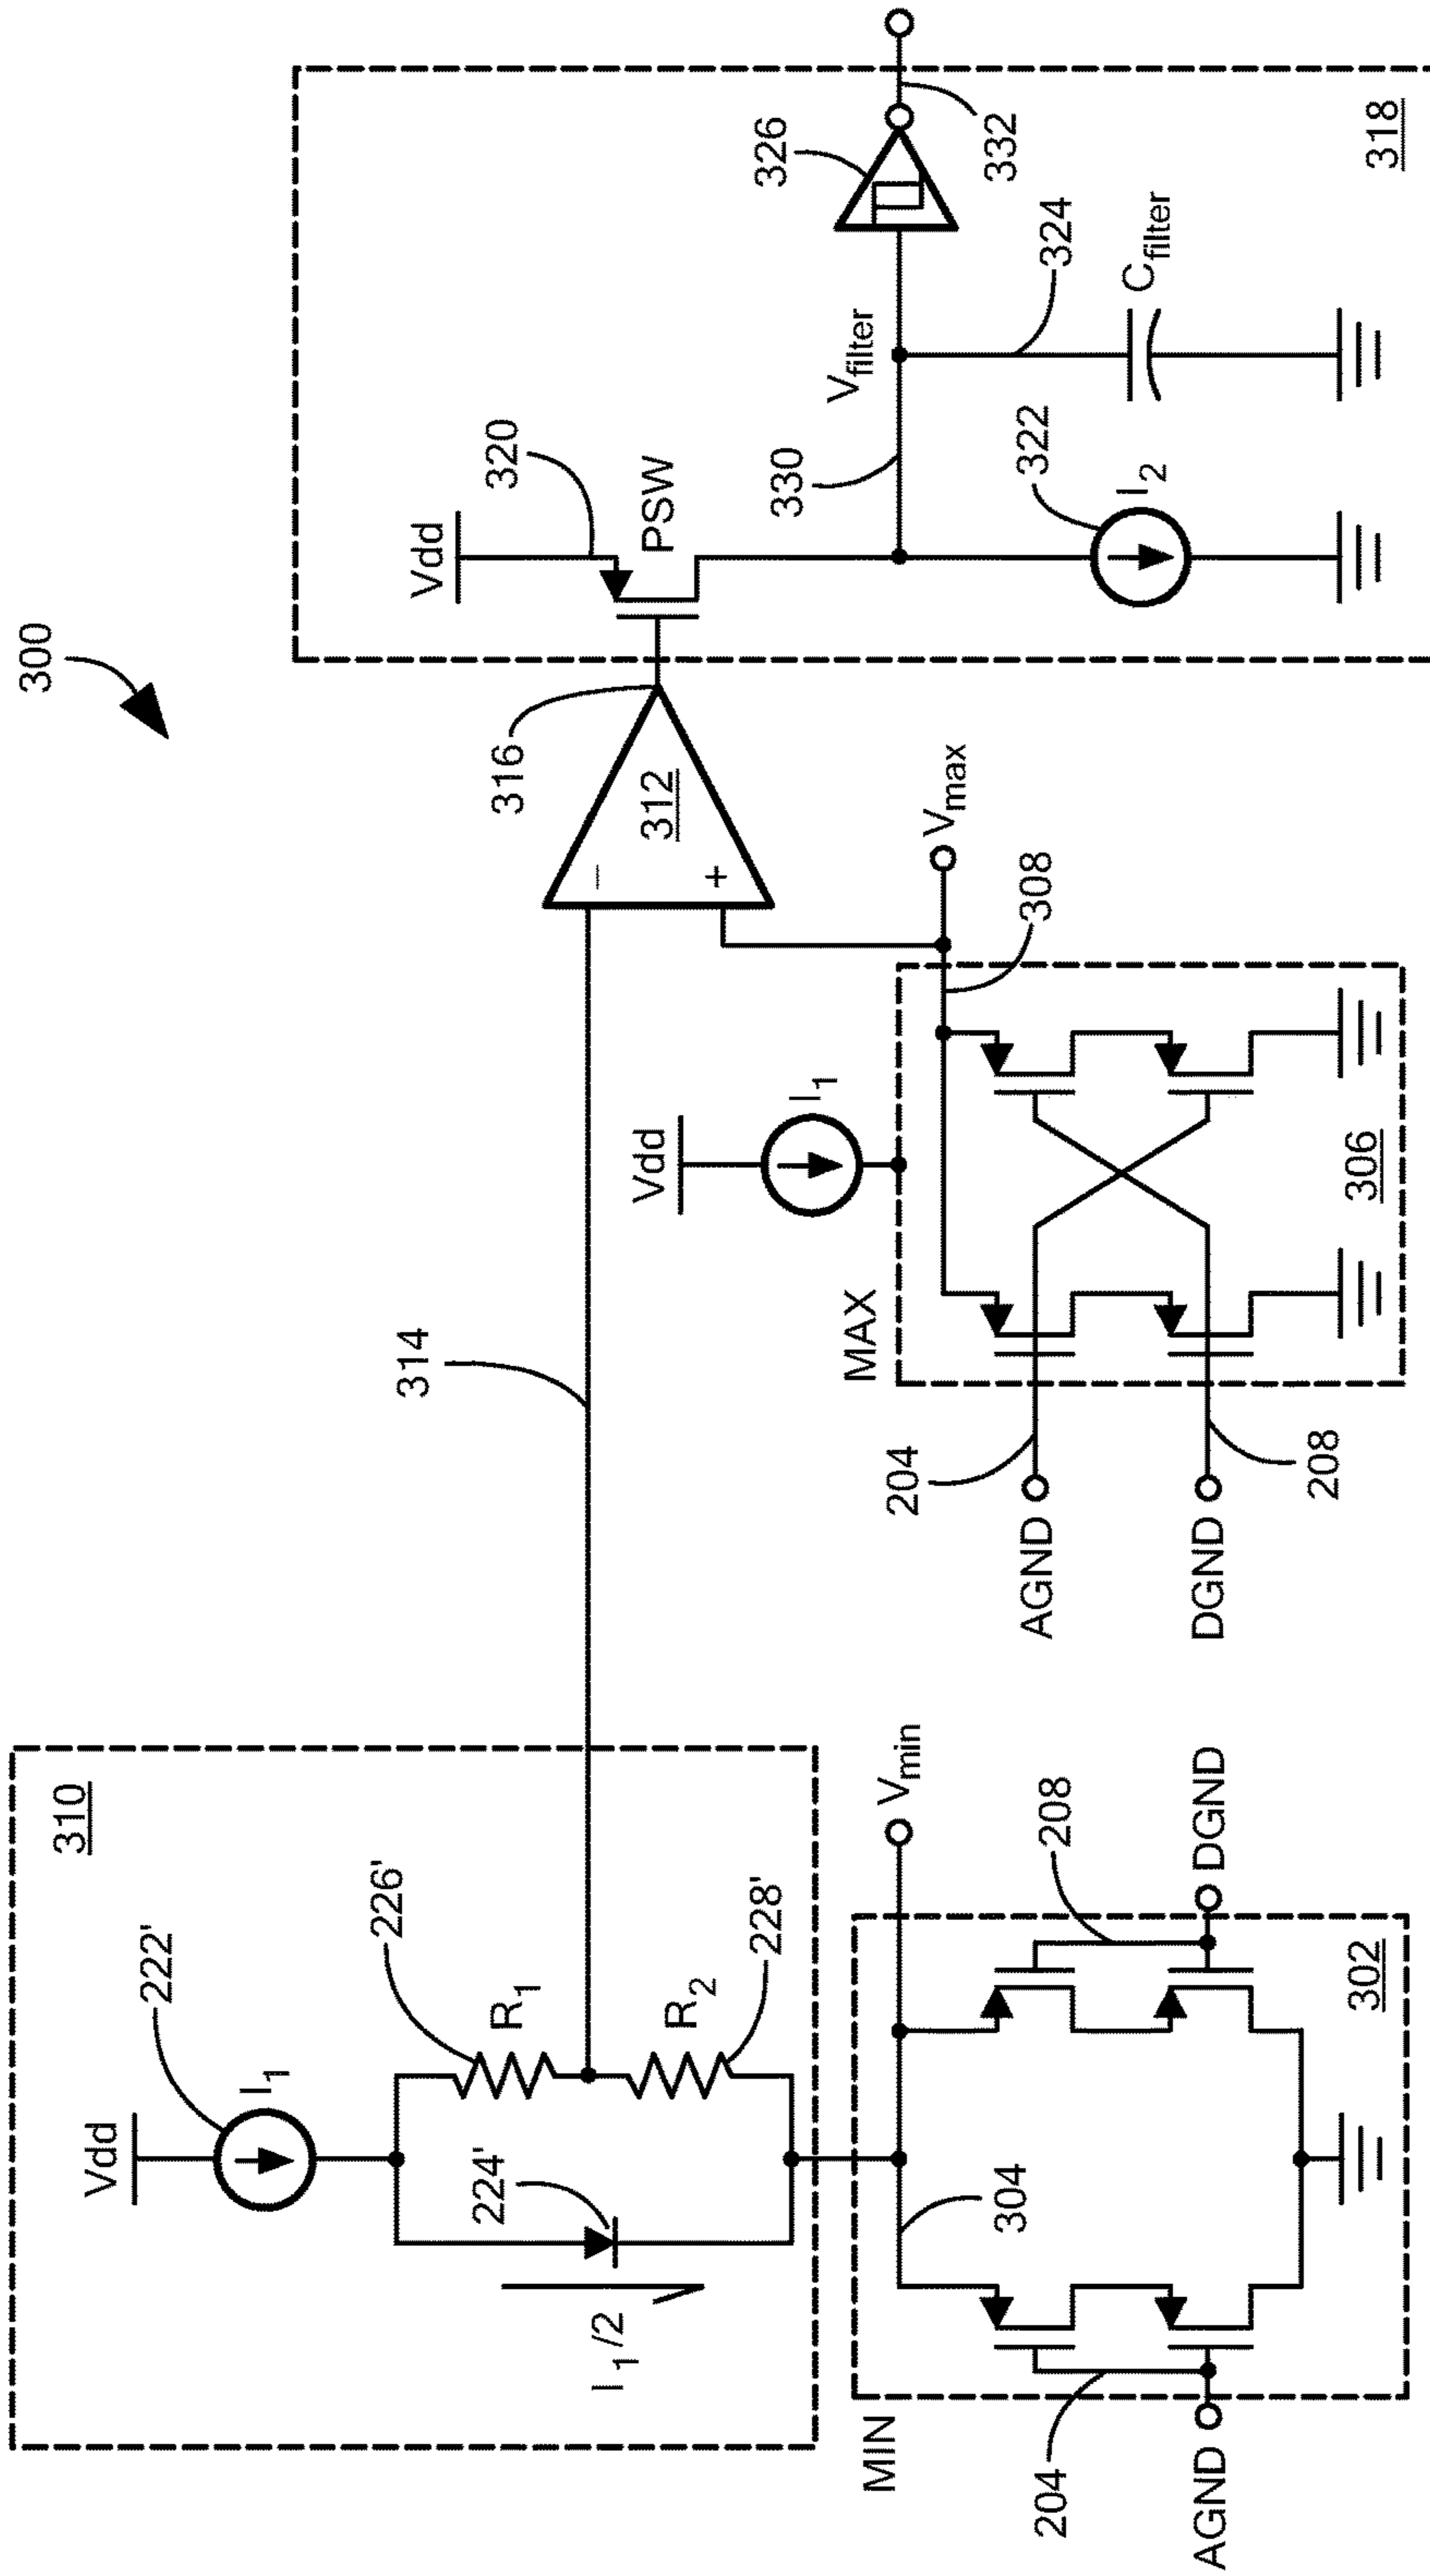 300
310
222'
Vdd
I1
226'
R1
224'
I1/2
R2
228'
314
316
312
−
+
Vdd
320
PSW
330
Vfilter
326
332
322
I2
324
Cfilter
318
MIN
Vmin
304
208
204
AGND
DGND
302
Vdd
I1
MAX
308
Vmax
204
AGND
DGND
208
306